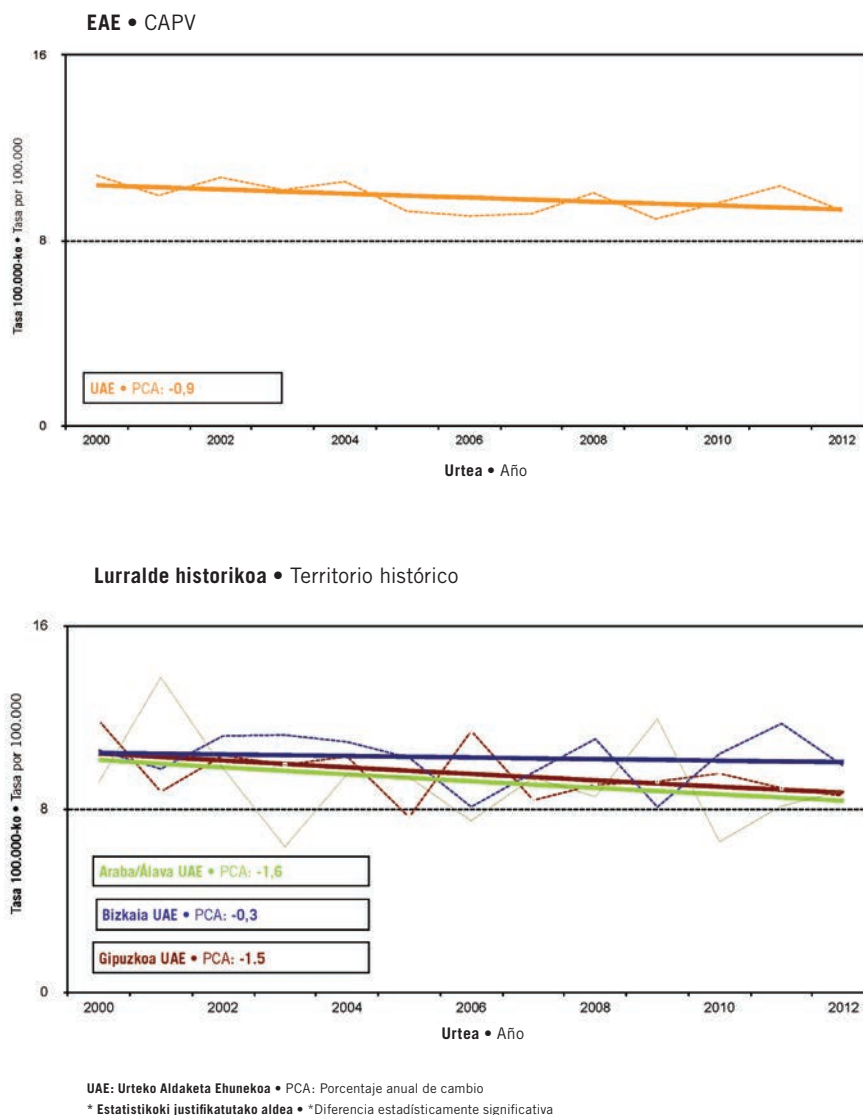 EAE • CAPV
16
8
0
Tasa 100.000-ko • Tasa por 100.000
UAE • PCA: -0,9
2000 2002 2004 2006 2008 2010 2012
Urtea • Año
Lurralde historikoa • Territorio histórico
16
8
0
Tasa 100.000-ko • Tasa por 100.000
Araba/Álava UAE • PCA: -1,6
Bizkaia UAE • PCA: -0,3
Gipuzkoa UAE • PCA: -1.5
2000 2002 2004 2006 2008 2010 2012
Urtea • Año
UAE: Urteko Aldaketa Ehunekoa • PCA: Porcentaje anual de cambio
* Estatistikoki justifikatutako aldea • *Diferencia estadísticamente significativa